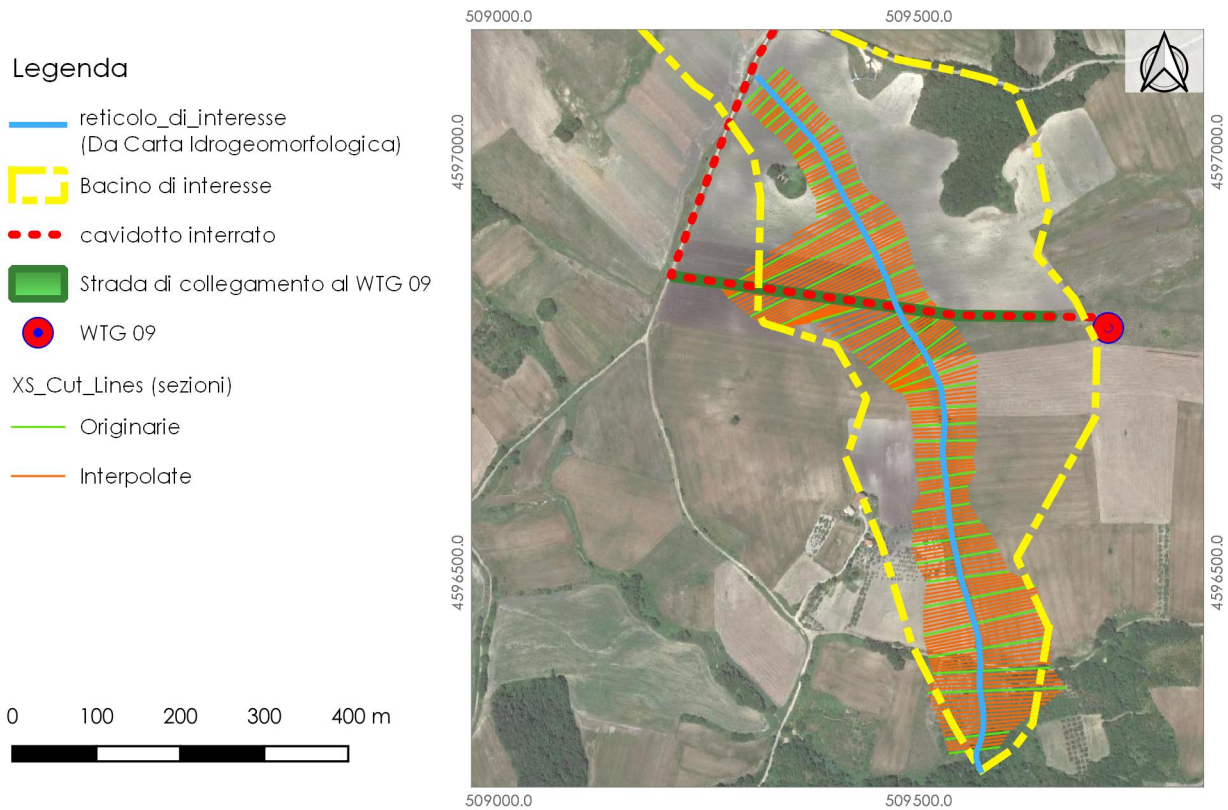 Legenda
reticolo_di_interesse
(Da Carta Idrogeomorfologica)
Bacino di interesse
cavidotto interrato
Strada di collegamento al WTG 09
WTG 09
XS_Cut_Lines (sezioni)
Originarie
Interpolate
0 100 200 300 400 m
509000.0 509500.0
4597000.0 4597000.0
4596500.0 4596500.0
509000.0 509500.0